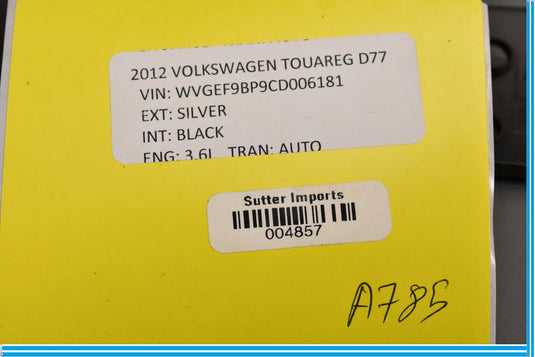 2012 VOLKSWAGEN TOUAREG D77
VIN: WVGEF9BP9CD006181
EXT: SILVER
INT: BLACK
ENG: 3.6L TRAN: AUTO
Sutter Imports
004857
A785